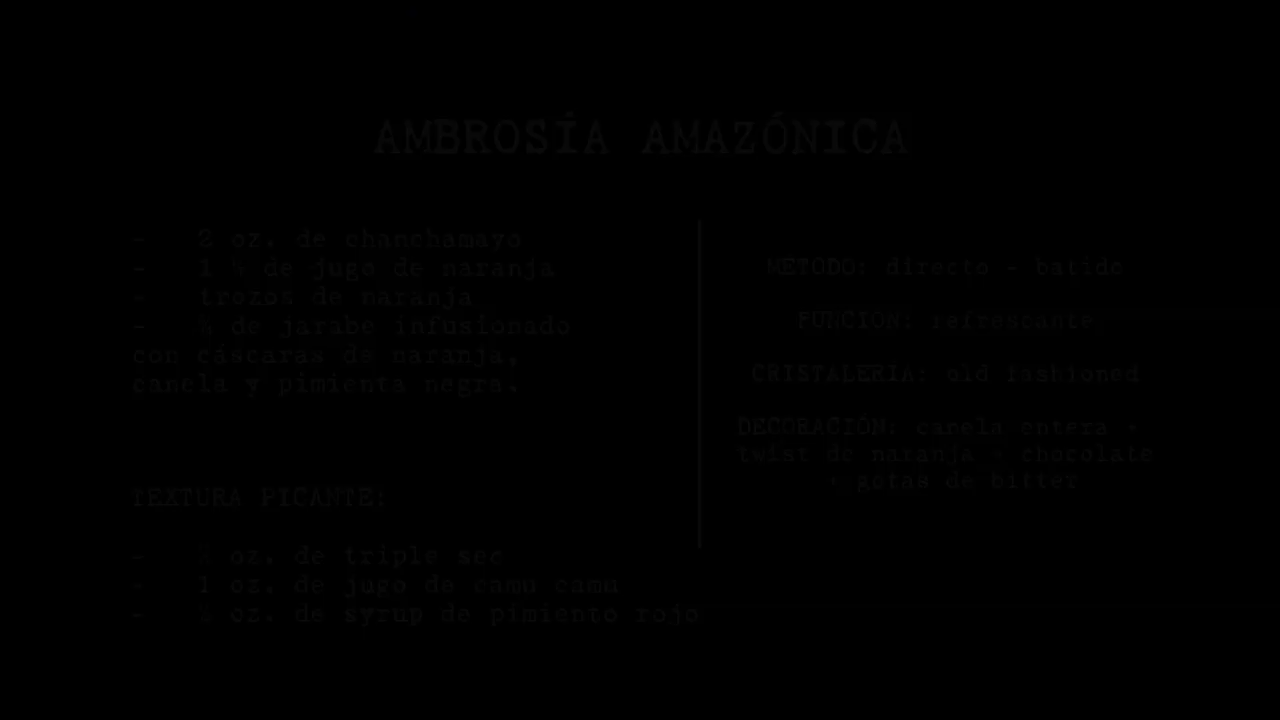 AMBROSÍA AMAZÓNICA
- 2 oz. de chanchamayo
- 1 de jugo de naranja
- trozos de naranja
- de jarabe infusionado
con cáscaras de naranja,
canela y pimienta negra.
TEXTURA PICANTE:
- oz. de triple sec
- 1 oz. de jugo de camu camu
- oz. de syrup de pimiento rojo
METODO: directo - batido
FUNCION: refrescante
CRISTALERIA: old fashioned
DECORACIÓN: canela entera -
twist de naranja - chocolate
gotas de bitter